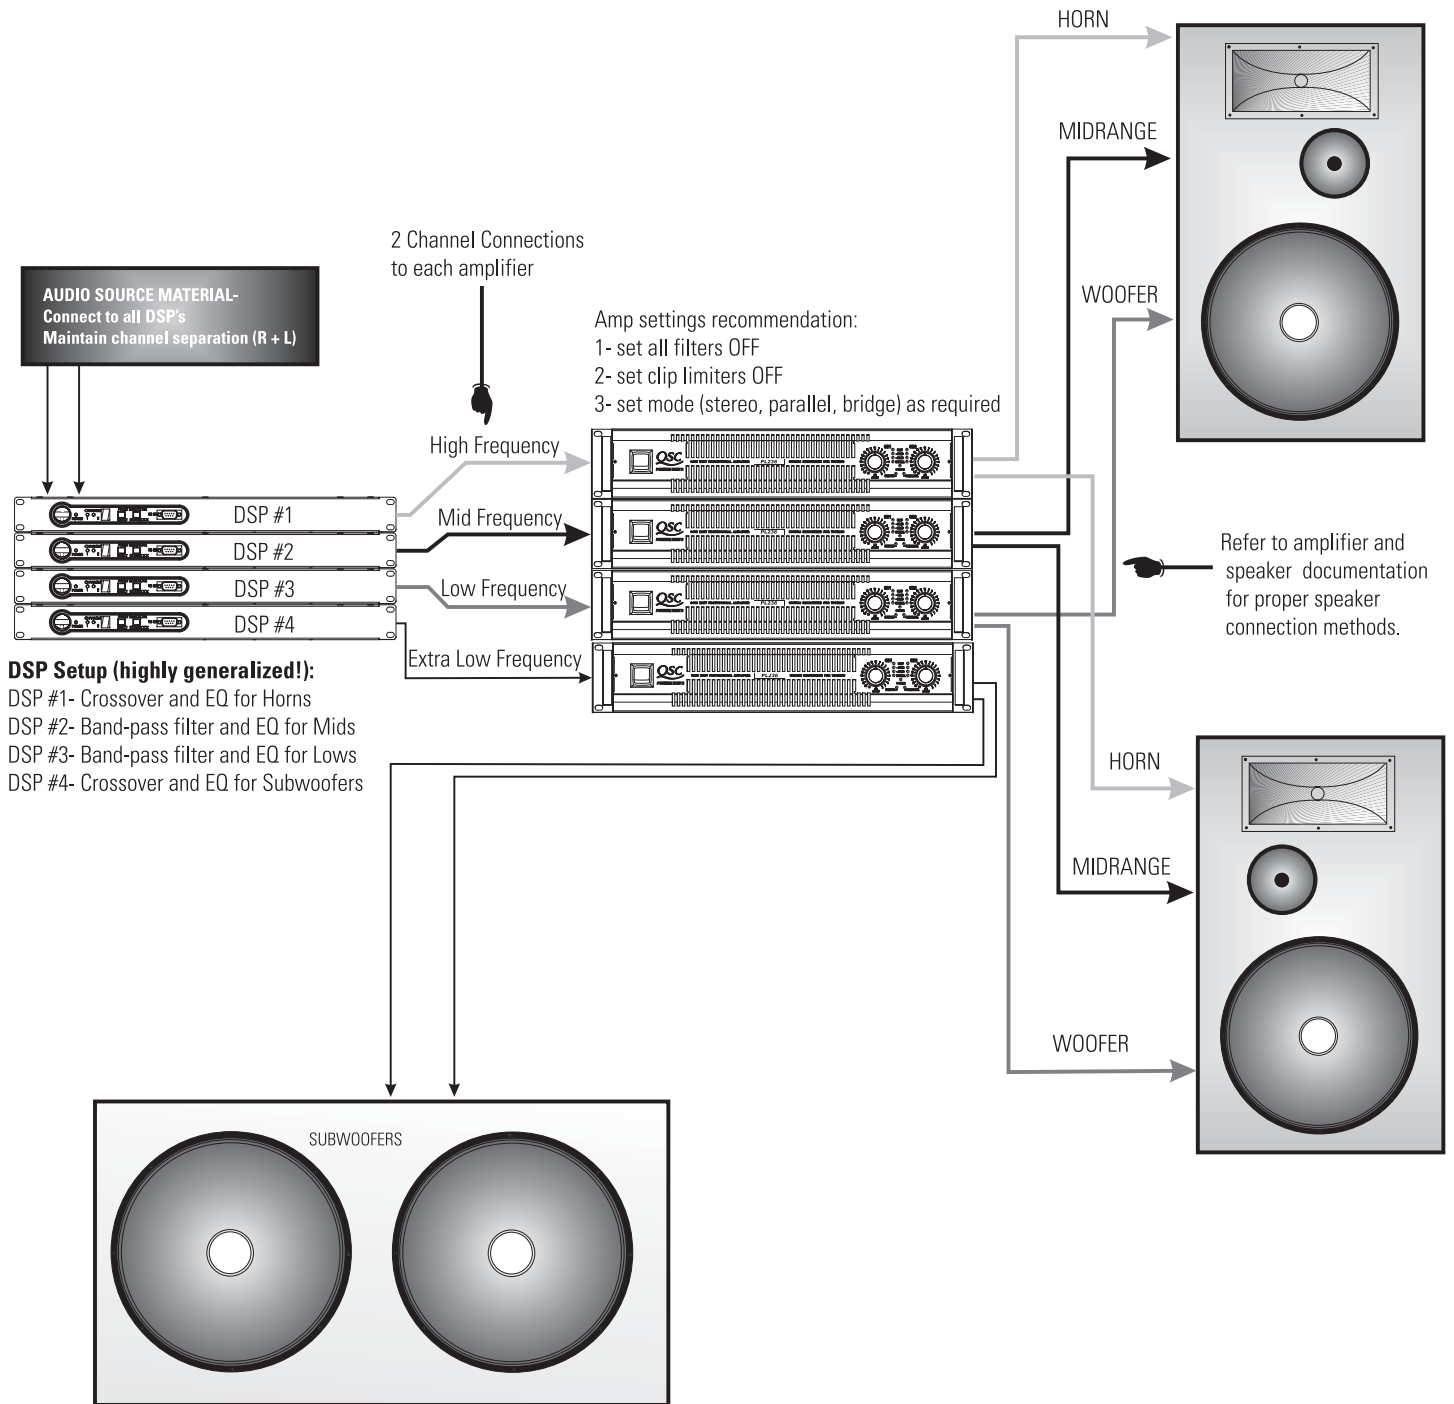 HORN
MIDRANGE
WOOFER
2 Channel Connections
to each amplifier
AUDIO SOURCE MATERIAL-
Connect to all DSP's
Maintain channel separation (R + L)
Amp settings recommendation:
1- set all filters OFF
2- set clip limiters OFF
3- set mode (stereo, parallel, bridge) as required
High Frequency
Mid Frequency
Low Frequency
Extra Low Frequency
DSP #1
DSP #2
DSP #3
DSP #4
QSC
PL236
QSC
PL236
QSC
PL236
QSC
PL236
Refer to amplifier and
speaker documentation
for proper speaker
connection methods.
DSP Setup (highly generalized!):
DSP #1- Crossover and EQ for Horns
DSP #2- Band-pass filter and EQ for Mids
DSP #3- Band-pass filter and EQ for Lows
DSP #4- Crossover and EQ for Subwoofers
HORN
MIDRANGE
WOOFER
SUBWOOFERS